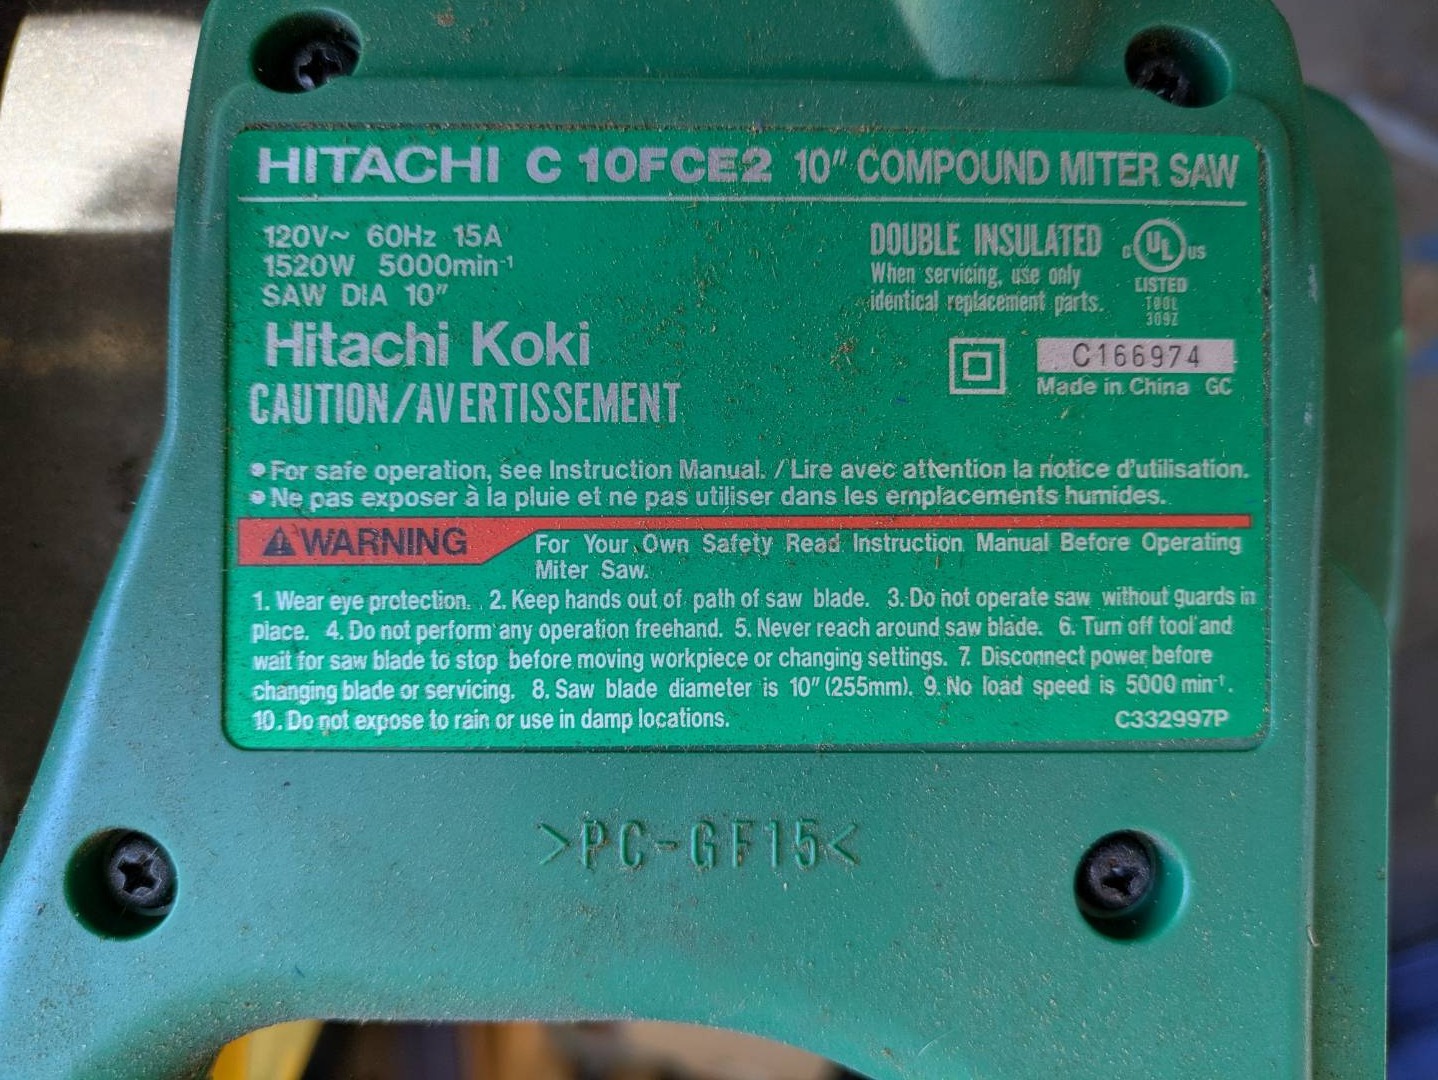 HITACHI C 10FCE2 10" COMPOUND MITER SAW
120V~ 60Hz 15A
1520W 5000min⁻¹
SAW DIA 10"
Hitachi Koki
CAUTION/AVERTISSEMENT
DOUBLE INSULATED
When servicing, use only
identical replacement parts.
C UL US
LISTED
TOOL
309Z
C166974
Made in China GC
• For safe operation, see Instruction Manual. / Lire avec attention la notice d'utilisation.
• Ne pas exposer à la pluie et ne pas utiliser dans les emplacements humides.
WARNING
For Your Own Safety Read Instruction Manual Before Operating
Miter Saw.
1. Wear eye protection. 2. Keep hands out of path of saw blade. 3. Do not operate saw without guards in
place. 4. Do not perform any operation freehand. 5. Never reach around saw blade. 6. Turn off tool and
wait for saw blade to stop before moving workpiece or changing settings. 7. Disconnect power before
changing blade or servicing. 8. Saw blade diameter is 10" (255mm). 9. No load speed is 5000 min⁻¹.
10. Do not expose to rain or use in damp locations.
C332997P
>PC-GF15<